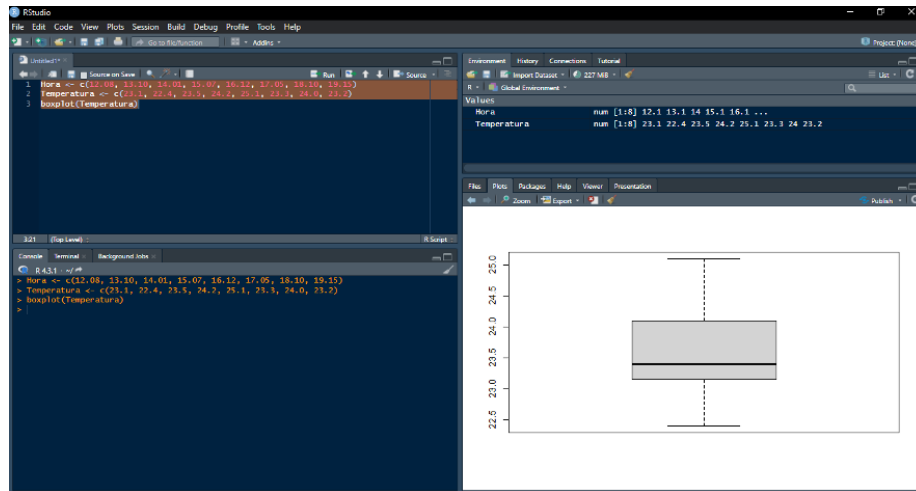 RStudio
File Edit Code View Plots Session Build Debug Profile Tools Help
Go to file/function Addins
Project: (None)
Untitled1*
Source on Save Run Source
1 Hora <- c(12.08, 13.10, 14.01, 15.07, 16.12, 17.05, 18.10, 19.15)
2 Temperatura <- c(23.1, 22.4, 23.5, 24.2, 25.1, 23.3, 24.0, 23.2)
3 boxplot(Temperatura)
3:21 (Top Level) R Script
Console Terminal Background Jobs
R 4.3.1 · ~/
> Hora <- c(12.08, 13.10, 14.01, 15.07, 16.12, 17.05, 18.10, 19.15)
> Temperatura <- c(23.1, 22.4, 23.5, 24.2, 25.1, 23.3, 24.0, 23.2)
> boxplot(Temperatura)
>
Environment History Connections Tutorial
Import Dataset 227 MiB List
R Global Environment
Values
Hora num [1:8] 12.1 13.1 14 15.1 16.1 ...
Temperatura num [1:8] 23.1 22.4 23.5 24.2 25.1 23.3 24 23.2
Files Plots Packages Help Viewer Presentation
Zoom Export Publish
25.0
24.5
24.0
23.5
23.0
22.5